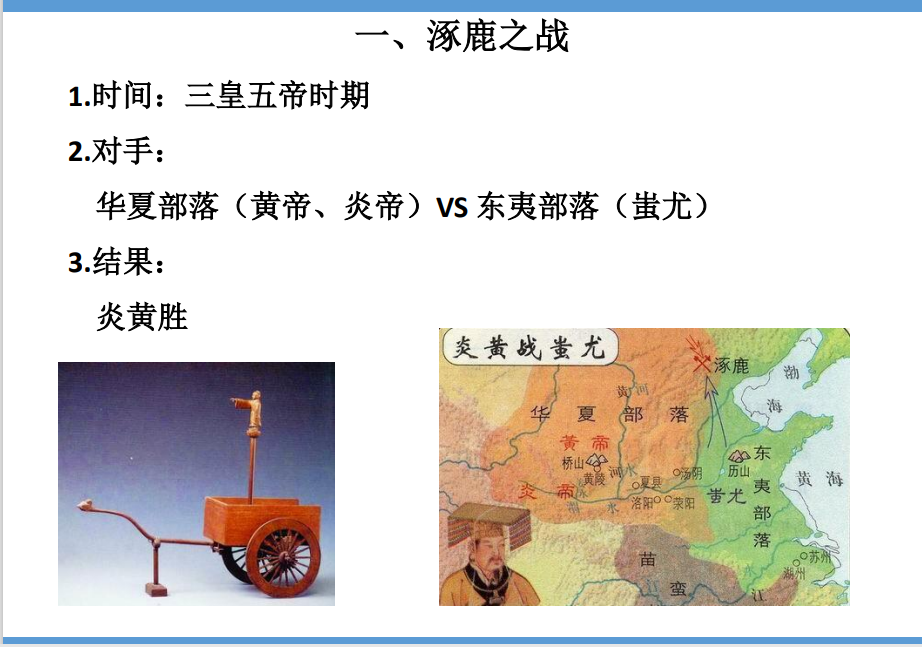 一、涿鹿之战
1.时间：三皇五帝时期
2.对手：
华夏部落（黄帝、炎帝）VS 东夷部落（蚩尤）
3.结果：
炎黄胜
炎黄战蚩尤
涿鹿
渤海
黄河
华夏部落
黄帝
桥山
黄陵
河水
汤阴
历山
东夷部落
黄海
炎帝
夏县
洛阳
荥阳
蚩尤
渭水
苗蛮
苏州
湖州
江